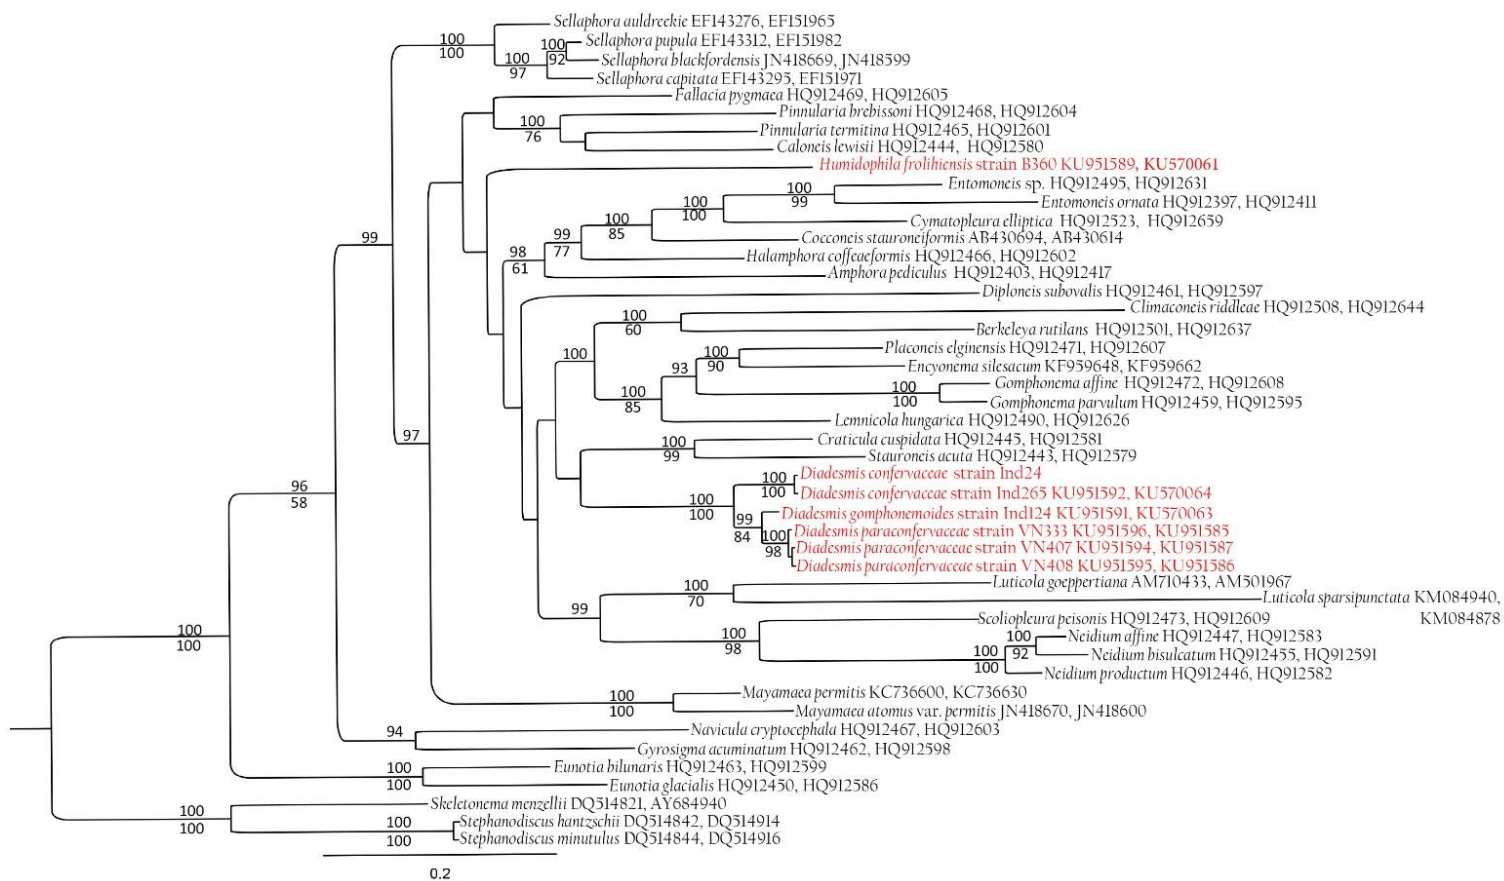 Sellaphora auldreekie EF143276, EF151965
100
100
100
Sellaphora pupula EF143312, EF151982
100
97
92
Sellaphora blackfordensis JN418669, JN418599
Sellaphora capitata EF143295, EF151971
Fallacia pygmaea HQ912469, HQ912605
Pinnularia brebissoni HQ912468, HQ912604
100
76
Pinnularia termitina HQ912465, HQ912601
Caloneis lewisii HQ912444, HQ912580
Humidophila frolihiensis strain B360 KU951589, KU570061
Entomoneis sp. HQ912495, HQ912631
100
99
Entomoneis ornata HQ912397, HQ912411
100
100
Cymatopleura elliptica HQ912523, HQ912659
100
85
Cocconeis stauroneiformis AB430694, AB430614
99
99
77
Halamphora coffeaeformis HQ912466, HQ912602
98
61
Amphora pediculus HQ912403, HQ912417
Diploneis subovalis HQ912461, HQ912597
Climaconeis riddleae HQ912508, HQ912644
100
60
Berkeleya rutilans HQ912501, HQ912637
Placoneis elginensis HQ912471, HQ912607
100
100
90
93
Encyonema silesacum KF959648, KF959662
Gomphonema affine HQ912472, HQ912608
100
100
100
85
Gomphonema parvulum HQ912459, HQ912595
Lemnicola hungarica HQ912490, HQ912626
97
Craticula cuspidata HQ912445, HQ912581
100
99
Stauroneis acuta HQ912443, HQ912579
Diadesmis confervaceae strain Ind24
100
100
Diadesmis confervaceae strain Ind265 KU951592, KU570064
96
58
100
100
Diadesmis gomphonemoides strain Ind124 KU951591, KU570063
99
84
Diadesmis paraconfervaceae strain VN333 KU951596, KU951585
100
98
Diadesmis paraconfervaceae strain VN407 KU951594, KU951587
Diadesmis paraconfervaceae strain VN408 KU951595, KU951586
Luticola goeppertiana AM710433, AM501967
100
70
Luticola sparsipunctata KM084940,
KM084878
99
Scoliopleura peisonis HQ912473, HQ912609
100
98
Neidium affine HQ912447, HQ912583
100
92
Neidium bisulcatum HQ912455, HQ912591
100
100
Neidium productum HQ912446, HQ912582
100
100
Mayamaea permitis KC736600, KC736630
100
100
Mayamaea atomus var. permitis JN418670, JN418600
Navicula cryptocephala HQ912467, HQ912603
94
Gyrosigma acuminatum HQ912462, HQ912598
Eunotia bilunaris HQ912463, HQ912599
100
100
Eunotia glacialis HQ912450, HQ912586
Skeletonema menzellii DQ514821, AY684940
100
100
Stephanodiscus hantzschii DQ514842, DQ514914
100
100
Stephanodiscus minutulus DQ514844, DQ514916
0.2